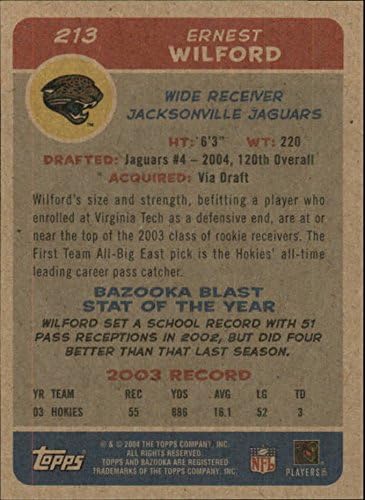 213
ERNEST
WILFORD
WIDE RECEIVER
JACKSONVILLE JAGUARS
HT: 6'3" WT: 220
DRAFTED: Jaguars #4 – 2004, 120th Overall
ACQUIRED: Via Draft
Wilford's size and strength, befitting a player who
enrolled at Virginia Tech as a defensive end, are at or
near the top of the 2003 class of rookie receivers. The
First Team All-Big East pick is the Hokies' all-time
leading career pass catcher.
BAZOOKA BLAST
STAT OF THE YEAR
WILFORD SET A SCHOOL RECORD WITH 51
PASS RECEPTIONS IN 2002, BUT DID FOUR
BETTER THAN THAT LAST SEASON.
2003 RECORD
YR TEAM REC YDS AVG LG TD
03 HOKIES 55 886 16.1 52 3
® & © 2004 THE TOPPS COMPANY, INC.
ALL RIGHTS RESERVED.
TOPPS AND BAZOOKA ARE REGISTERED
TRADEMARKS OF THE TOPPS COMPANY, INC.
Topps
NFL
PLAYERS INC